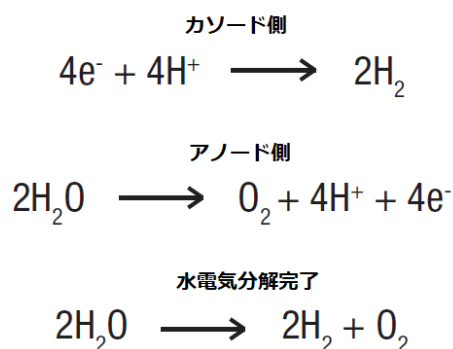 カソード側
4e⁻ + 4H⁺ ⟶ 2H₂
アノード側
2H₂O ⟶ O₂ + 4H⁺ + 4e⁻
水電気分解完了
2H₂O ⟶ 2H₂ + O₂